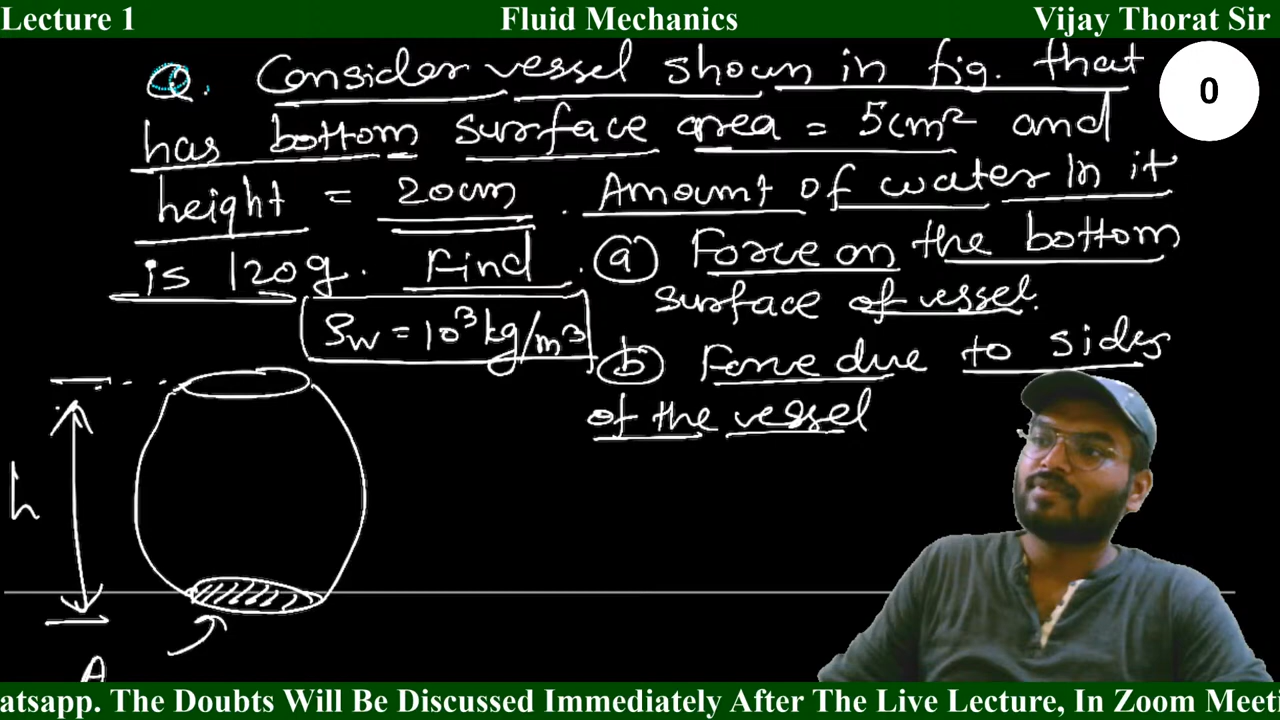 Lecture 1 Fluid Mechanics Vijay Thorat Sir
Q. Consider vessel shown in fig. that
0
has bottom surface area = 5cm² and
height = 20cm. Amount of water in it
is 120g. Find. (a) Force on the bottom
surface of vessel.
ρw = 10³ kg/m³
(b) Force due to sides
of the vessel
h
A
atsapp. The Doubts Will Be Discussed Immediately After The Live Lecture, In Zoom Meeti